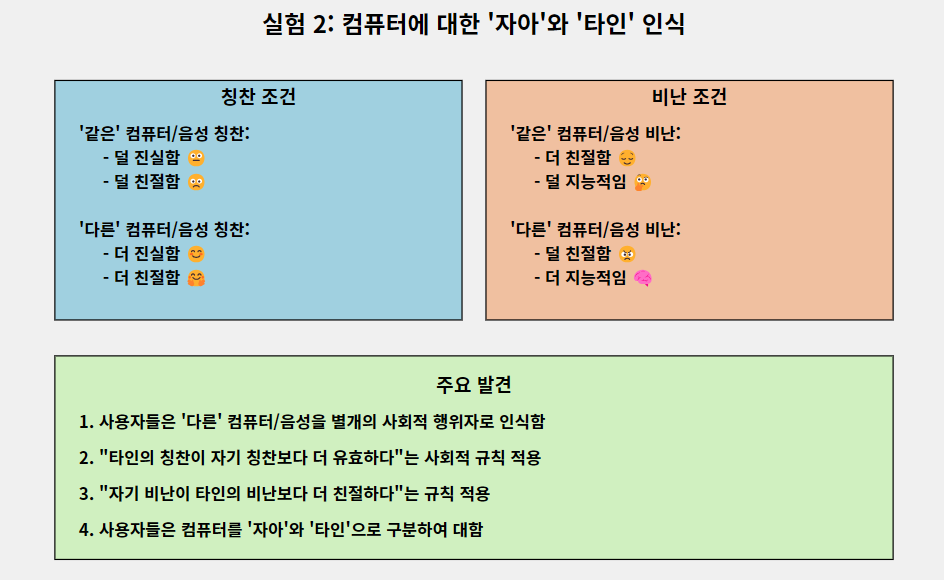 실험 2: 컴퓨터에 대한 '자아'와 '타인' 인식
칭찬 조건
'같은' 컴퓨터/음성 칭찬:
- 덜 진실함 😐
- 덜 친절함 🙁
'다른' 컴퓨터/음성 칭찬:
- 더 진실함 😊
- 더 친절함 🤗
비난 조건
'같은' 컴퓨터/음성 비난:
- 더 친절함 😌
- 덜 지능적임 🤔
'다른' 컴퓨터/음성 비난:
- 덜 친절함 😠
- 더 지능적임 🧠
주요 발견
1. 사용자들은 '다른' 컴퓨터/음성을 별개의 사회적 행위자로 인식함
2. "타인의 칭찬이 자기 칭찬보다 더 유효하다"는 사회적 규칙 적용
3. "자기 비난이 타인의 비난보다 더 친절하다"는 규칙 적용
4. 사용자들은 컴퓨터를 '자아'와 '타인'으로 구분하여 대함